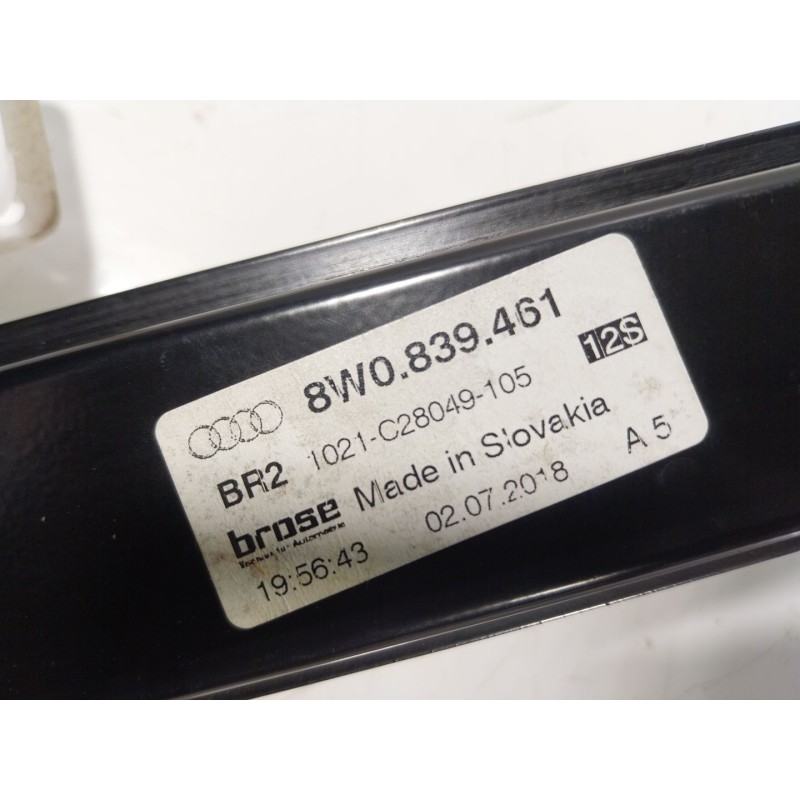 8W0.839.461
12S
1021-C28049-105
BR2
Made in Slovakia
A 5
brose
02.07.2018
19:56:43